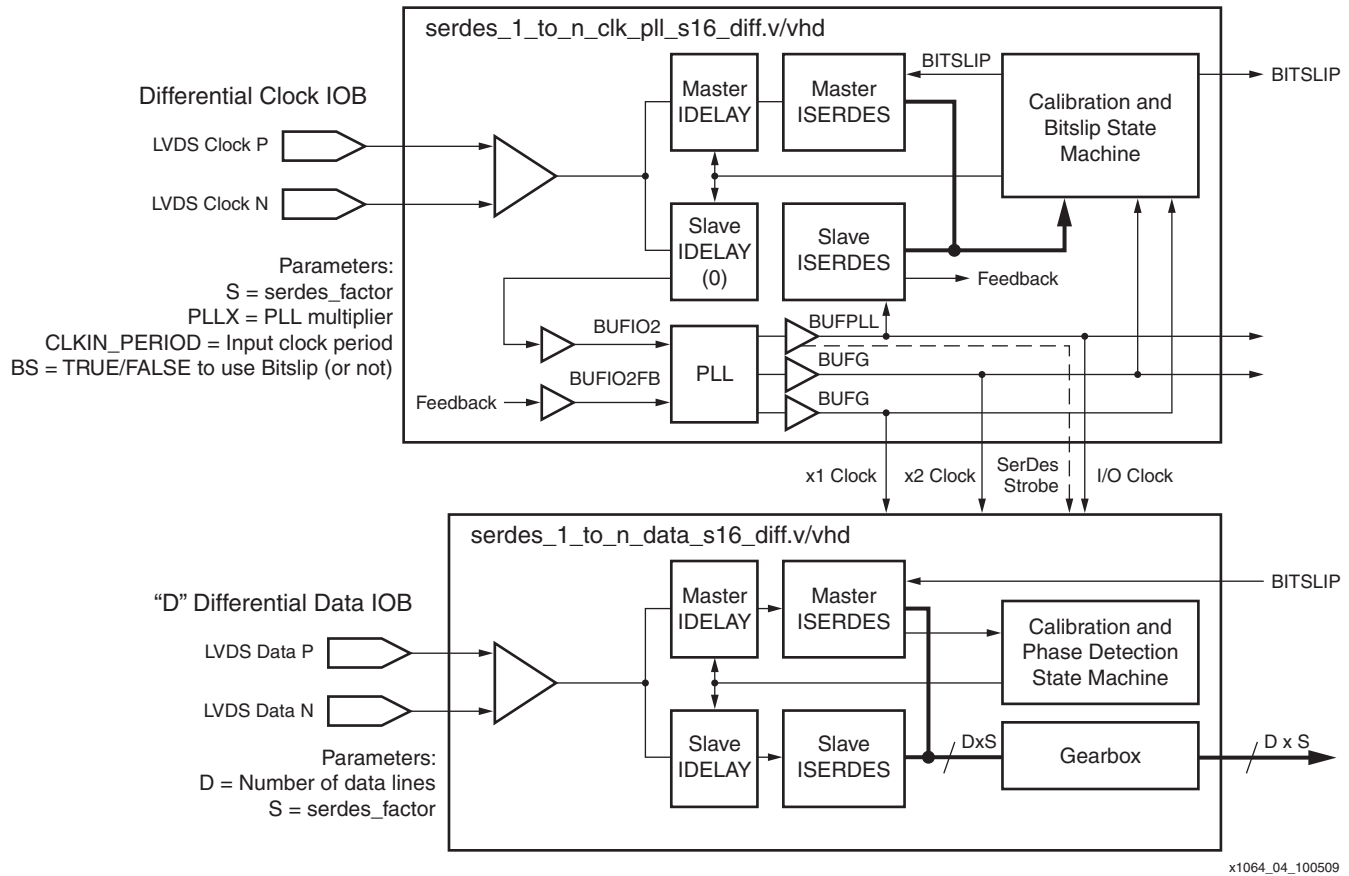 serdes_1_to_n_clk_pll_s16_diff.v/vhd
Differential Clock IOB
LVDS Clock P
LVDS Clock N
Parameters:
S = serdes_factor
PLLX = PLL multiplier
CLKIN_PERIOD = Input clock period
BS = TRUE/FALSE to use Bitslip (or not)
Master
IDELAY
Master
ISERDES
BITSLIP
Calibration and
Bitslip State
Machine
BITSLIP
Slave
IDELAY
(0)
Slave
ISERDES
Feedback
BUFIO2
BUFIO2FB
Feedback
PLL
BUFPLL
BUFG
BUFG
x1 Clock
x2 Clock
SerDes
Strobe
I/O Clock
serdes_1_to_n_data_s16_diff.v/vhd
"D" Differential Data IOB
LVDS Data P
LVDS Data N
Parameters:
D = Number of data lines
S = serdes_factor
Master
IDELAY
Master
ISERDES
BITSLIP
Calibration and
Phase Detection
State Machine
Slave
IDELAY
Slave
ISERDES
DxS
Gearbox
D x S
x1064_04_100509